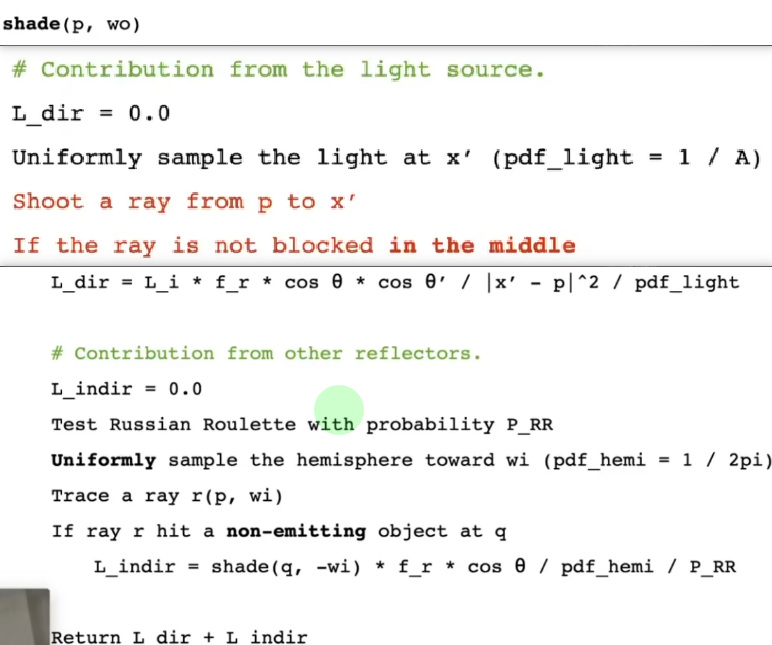 shade(p, wo)
# Contribution from the light source.
L_dir = 0.0
Uniformly sample the light at x′ (pdf_light = 1 / A)
Shoot a ray from p to x′
If the ray is not blocked in the middle
L_dir = L_i * f_r * cos θ * cos θ′ / |x′ - p|^2 / pdf_light
# Contribution from other reflectors.
L_indir = 0.0
Test Russian Roulette with probability P_RR
Uniformly sample the hemisphere toward wi (pdf_hemi = 1 / 2pi)
Trace a ray r(p, wi)
If ray r hit a non-emitting object at q
L_indir = shade(q, -wi) * f_r * cos θ / pdf_hemi / P_RR
Return L_dir + L_indir